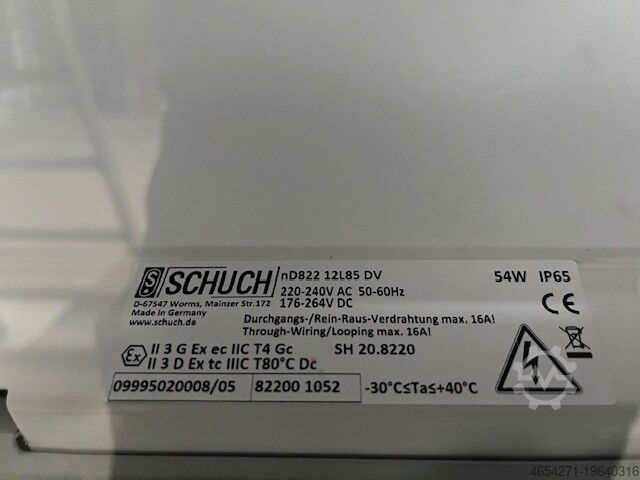 SCHUCH
nD822 12L85 DV
54W IP65
220-240V AC 50-60Hz
176-264V DC
D-67547 Worms, Mainzer Str.172
Made in Germany
www.schuch.de
CE
Durchgangs-/Rein-Raus-Verdrahtung max. 16A!
Through-Wiring/Looping max. 16A!
Ex II 3 G Ex ec IIC T4 Gc SH 20.8220
II 3 D Ex tc IIIC T80°C Dc
09995020008/05 82200 1052 -30°C≤Ta≤+40°C
4654271-19640316